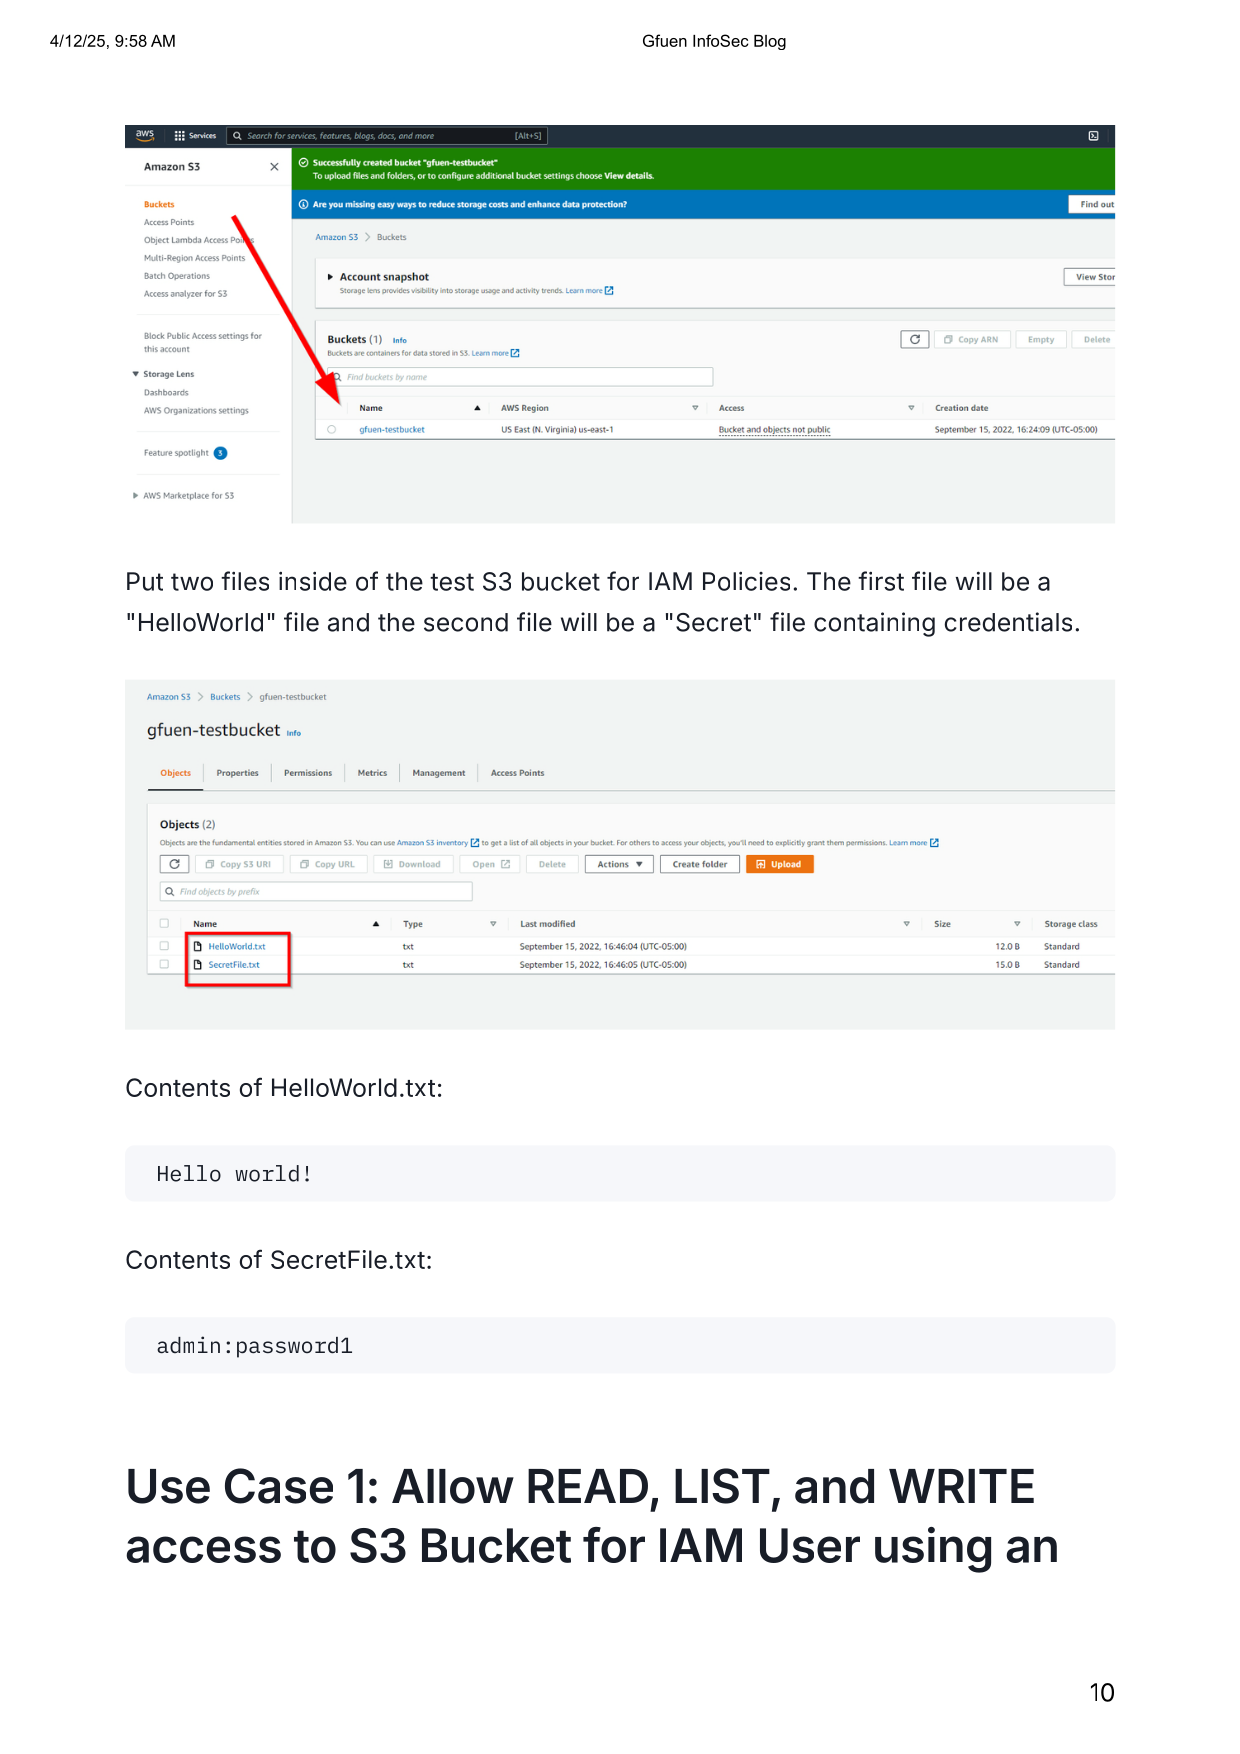 4/12/25, 9:58 AM
Gfuen InfoSec Blog
aws
Services
Search for services, features, blogs, docs, and more
[Alt+S]
Amazon S3
Buckets
Access Points
Object Lambda Access Points
Multi-Region Access Points
Batch Operations
Access analyzer for S3
Block Public Access settings for
this account
Storage Lens
Dashboards
AWS Organizations settings
Feature spotlight 3
AWS Marketplace for S3
Successfully created bucket "gfuen-testbucket"
To upload files and folders, or to configure additional bucket settings choose View details.
Are you missing easy ways to reduce storage costs and enhance data protection?
Find out
Amazon S3 > Buckets
Account snapshot
Storage lens provides visibility into storage usage and activity trends. Learn more
View Stor
Buckets (1) Info
Buckets are containers for data stored in S3. Learn more
Copy ARN Empty Delete
Find buckets by name
Name AWS Region Access Creation date
gfuen-testbucket US East (N. Virginia) us-east-1 Bucket and objects not public September 15, 2022, 16:24:09 (UTC-05:00)
Put two files inside of the test S3 bucket for IAM Policies. The first file will be a
"HelloWorld" file and the second file will be a "Secret" file containing credentials.
Amazon S3 > Buckets > gfuen-testbucket
gfuen-testbucket Info
Objects Properties Permissions Metrics Management Access Points
Objects (2)
Objects are the fundamental entities stored in Amazon S3. You can use Amazon S3 inventory to get a list of all objects in your bucket. For others to access your objects, you'll need to explicitly grant them permissions. Learn more
Copy S3 URI Copy URL Download Open Delete Actions Create folder Upload
Find objects by prefix
Name Type Last modified Size Storage class
HelloWorld.txt txt September 15, 2022, 16:46:04 (UTC-05:00) 12.0 B Standard
SecretFile.txt txt September 15, 2022, 16:46:05 (UTC-05:00) 15.0 B Standard
Contents of HelloWorld.txt:
Hello world!
Contents of SecretFile.txt:
admin:password1
Use Case 1: Allow READ, LIST, and WRITE
access to S3 Bucket for IAM User using an
10